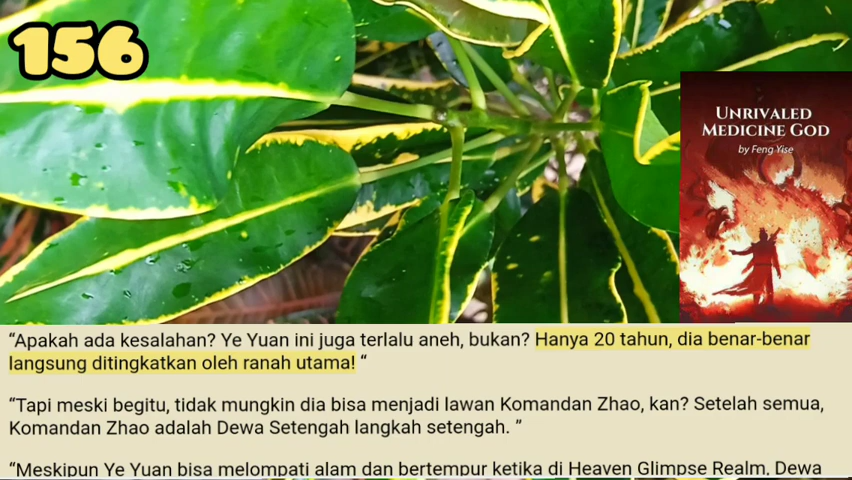 156
UNRIVALED
MEDICINE GOD
by Feng Yise
“Apakah ada kesalahan? Ye Yuan ini juga terlalu aneh, bukan? Hanya 20 tahun, dia benar-benar
langsung ditingkatkan oleh ranah utama! “
“Tapi meski begitu, tidak mungkin dia bisa menjadi lawan Komandan Zhao, kan? Setelah semua,
Komandan Zhao adalah Dewa Setengah langkah setengah. ”
“Meskipun Ye Yuan bisa melompati alam dan bertempur ketika di Heaven Glimpse Realm, Dewa